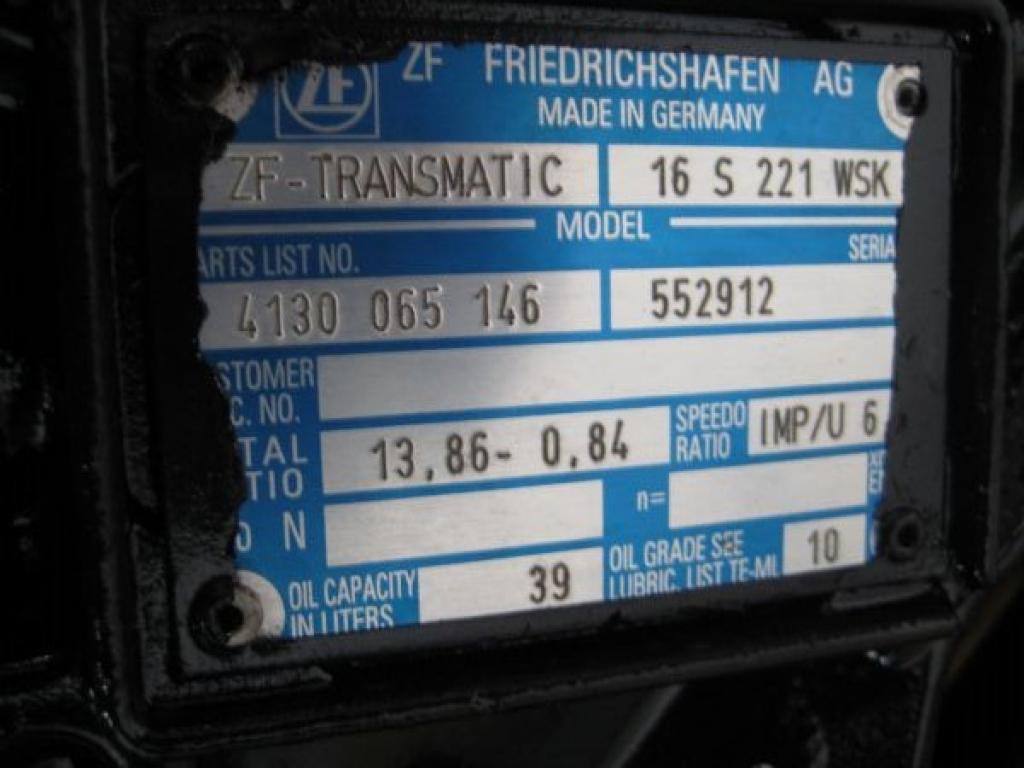 ZF
ZF FRIEDRICHSHAFEN AG
MADE IN GERMANY
ZF-TRANSMATIC 16 S 221 WSK
MODEL
ARTS LIST NO. SERIA
4130 065 146 552912
STOMER
C. NO.
TAL
TIO
13,86- 0,84
SPEEDO
RATIO
IMP/U 6
N
n=
OIL CAPACITY
IN LITERS
39
OIL GRADE SEE
LUBRIC. LIST TE-ML
10